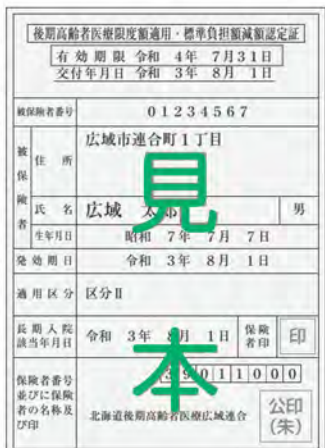 後期高齢者医療限度額適用・標準負担額減額認定証
有効期限 令和 4年 7月31日
交付年月日 令和 3年 8月 1日
被保険者番号 01234567
被保険者
住所 広域市連合町1丁目
氏名 広域 太郎 男
生年月日 昭和 7年 7月 7日
発効期日 令和 3年 8月 1日
適用区分 区分Ⅱ
長期入院該当年月日 令和 3年 8月 1日 保険者印 印
保険者番号並びに保険者の名称及び印 39011000
北海道後期高齢者医療広域連合 公印(朱)
見本